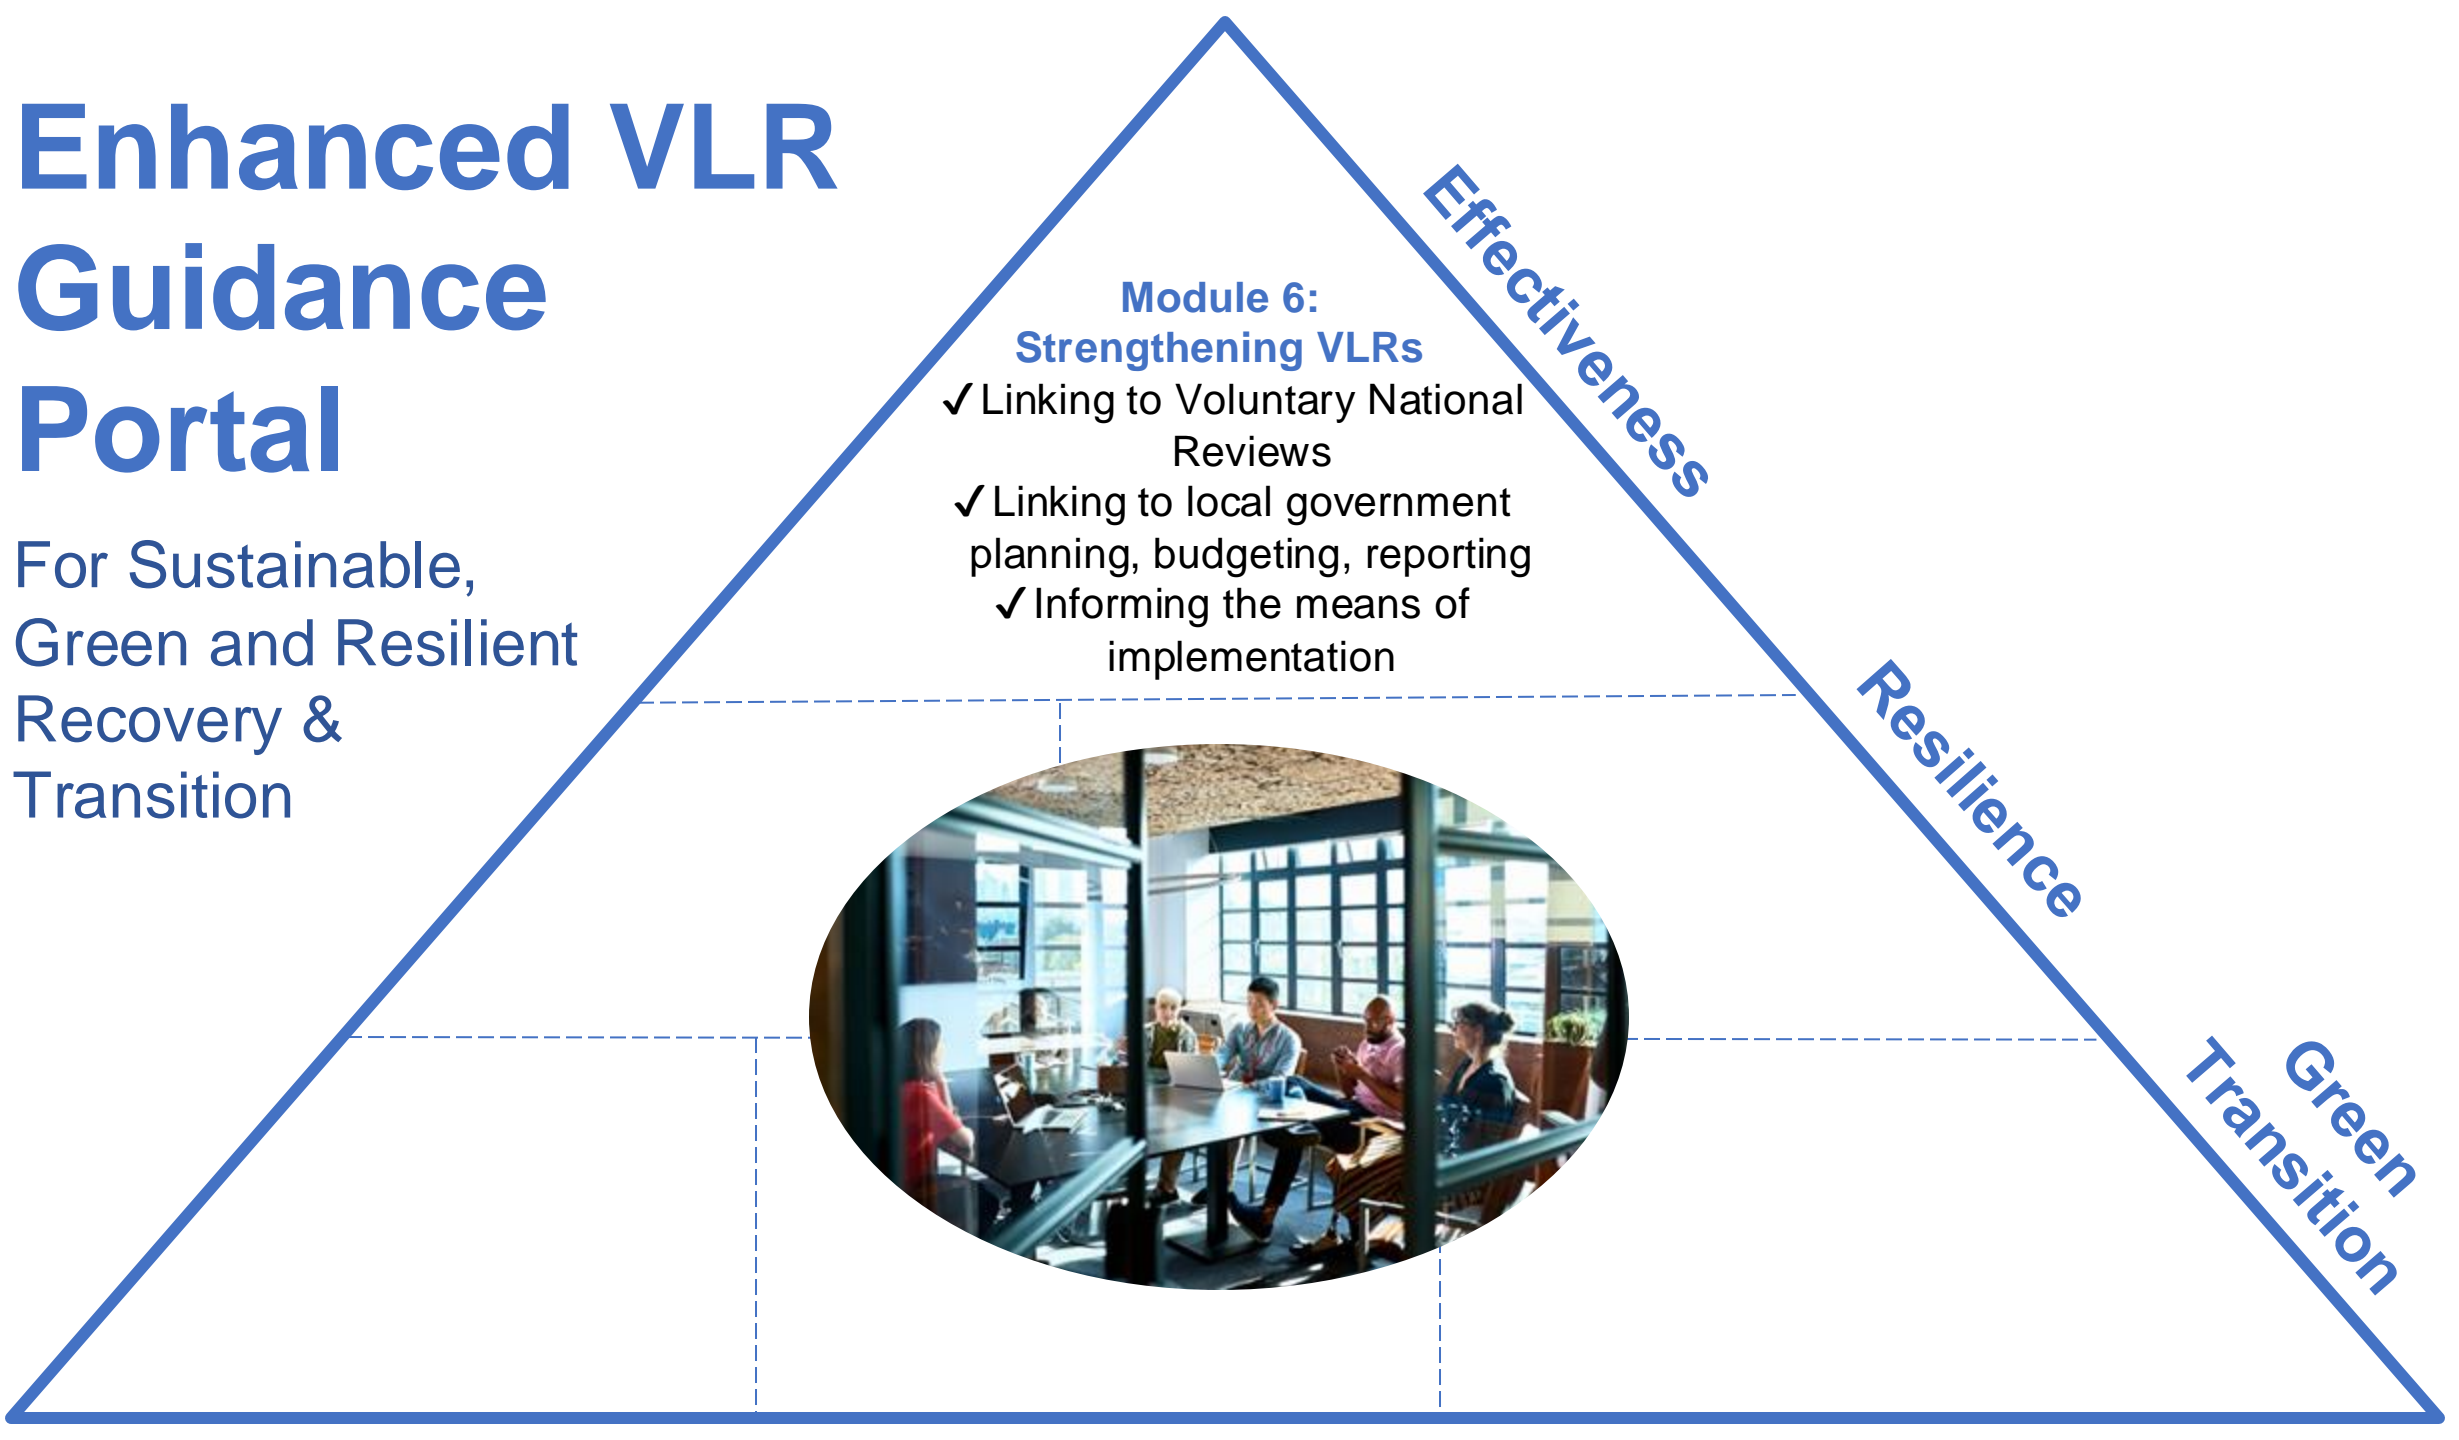 Enhanced VLR
Guidance
Portal
For Sustainable,
Green and Resilient
Recovery &
Transition
Module 6:
Strengthening VLRs
✓Linking to Voluntary National
Reviews
✓Linking to local government
planning, budgeting, reporting
✓Informing the means of
implementation
Effectiveness
Resilience
Green
Transition